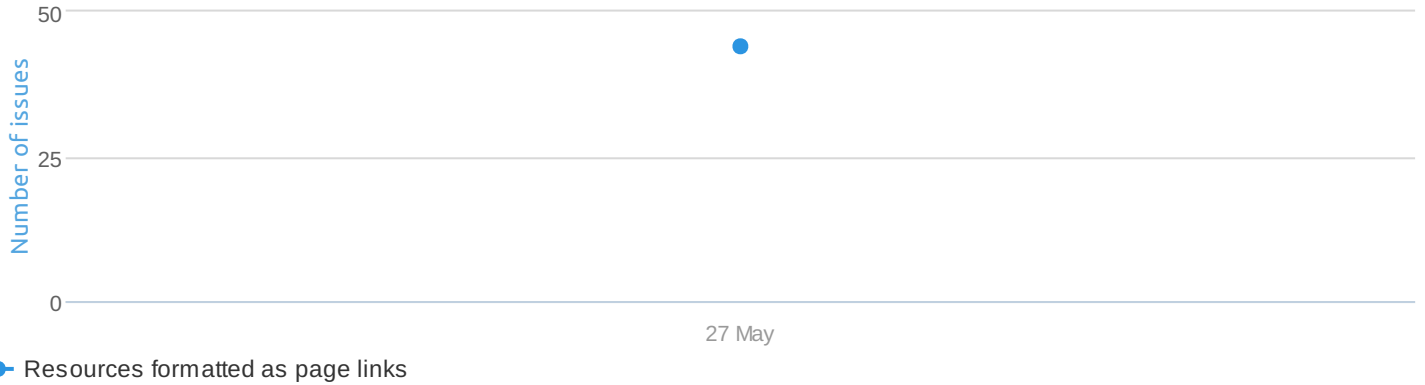 50
Number of issues
25
0
27 May
Resources formatted as page links